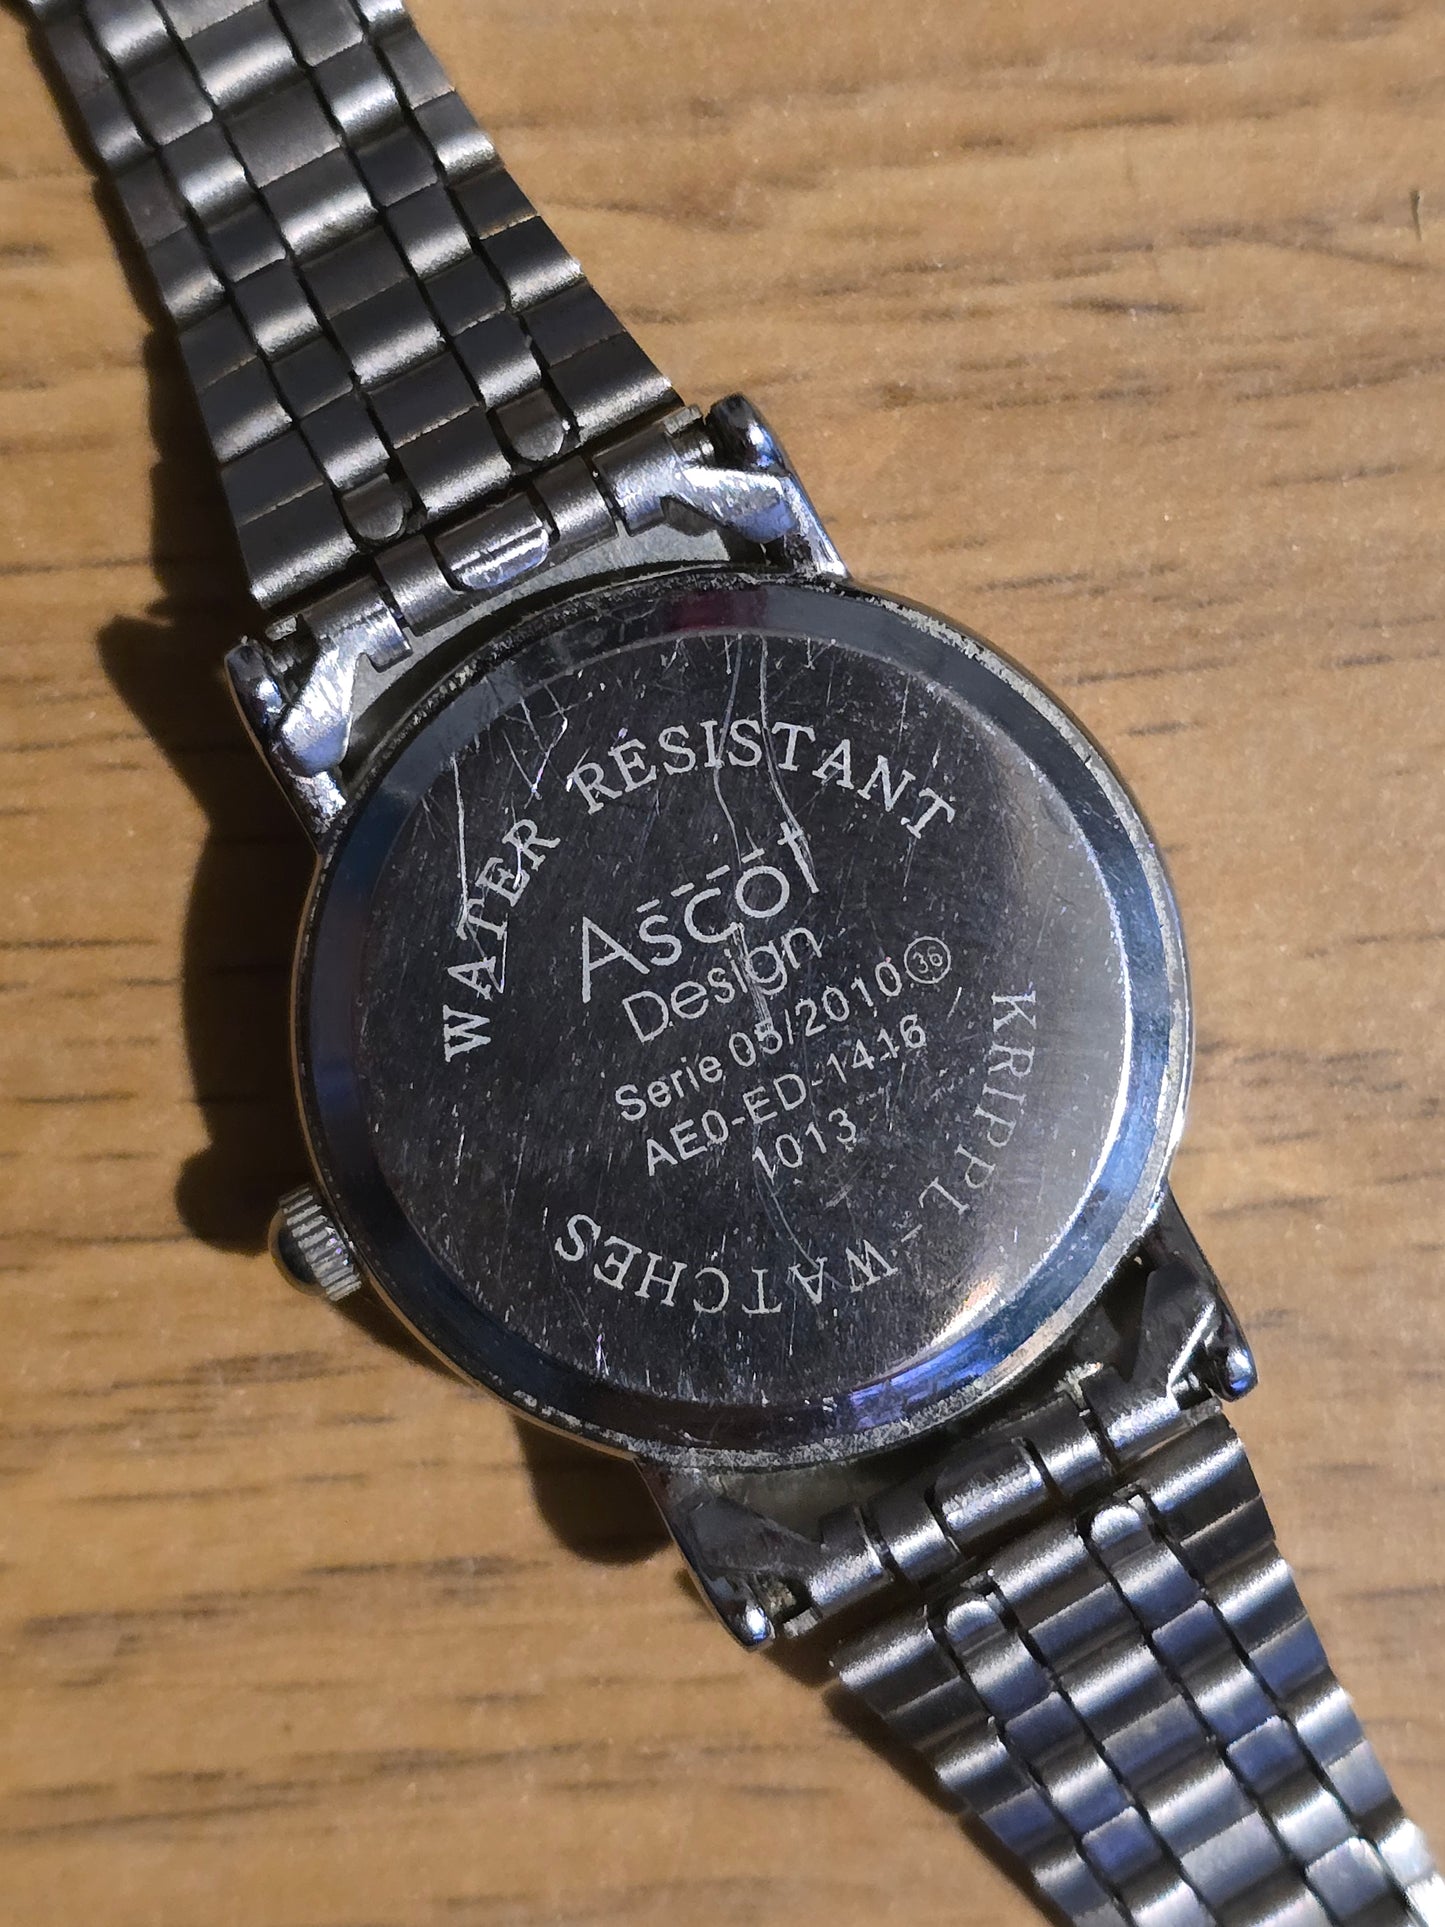 WATER RESISTANT
Ascot
Design
Serie 05/2010 36
AE0-ED-1416
1013
KRIPPL-WATCHES